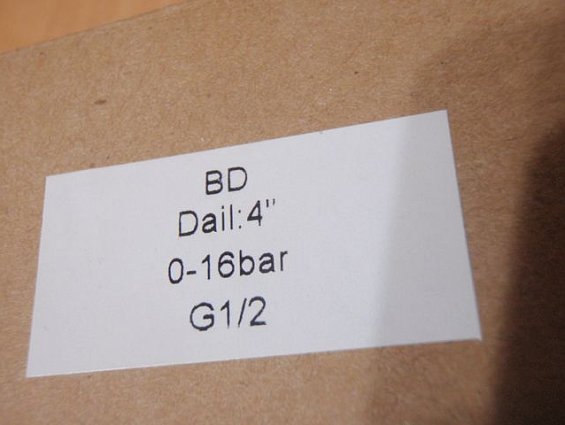 BD
Dail:4"
0-16bar
G1/2